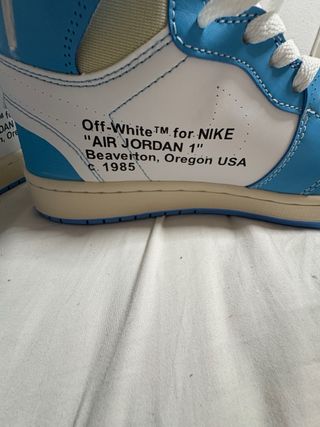 Off-White™ for NIKE
"AIR JORDAN 1"
Beaverton, Oregon USA
c. 1985